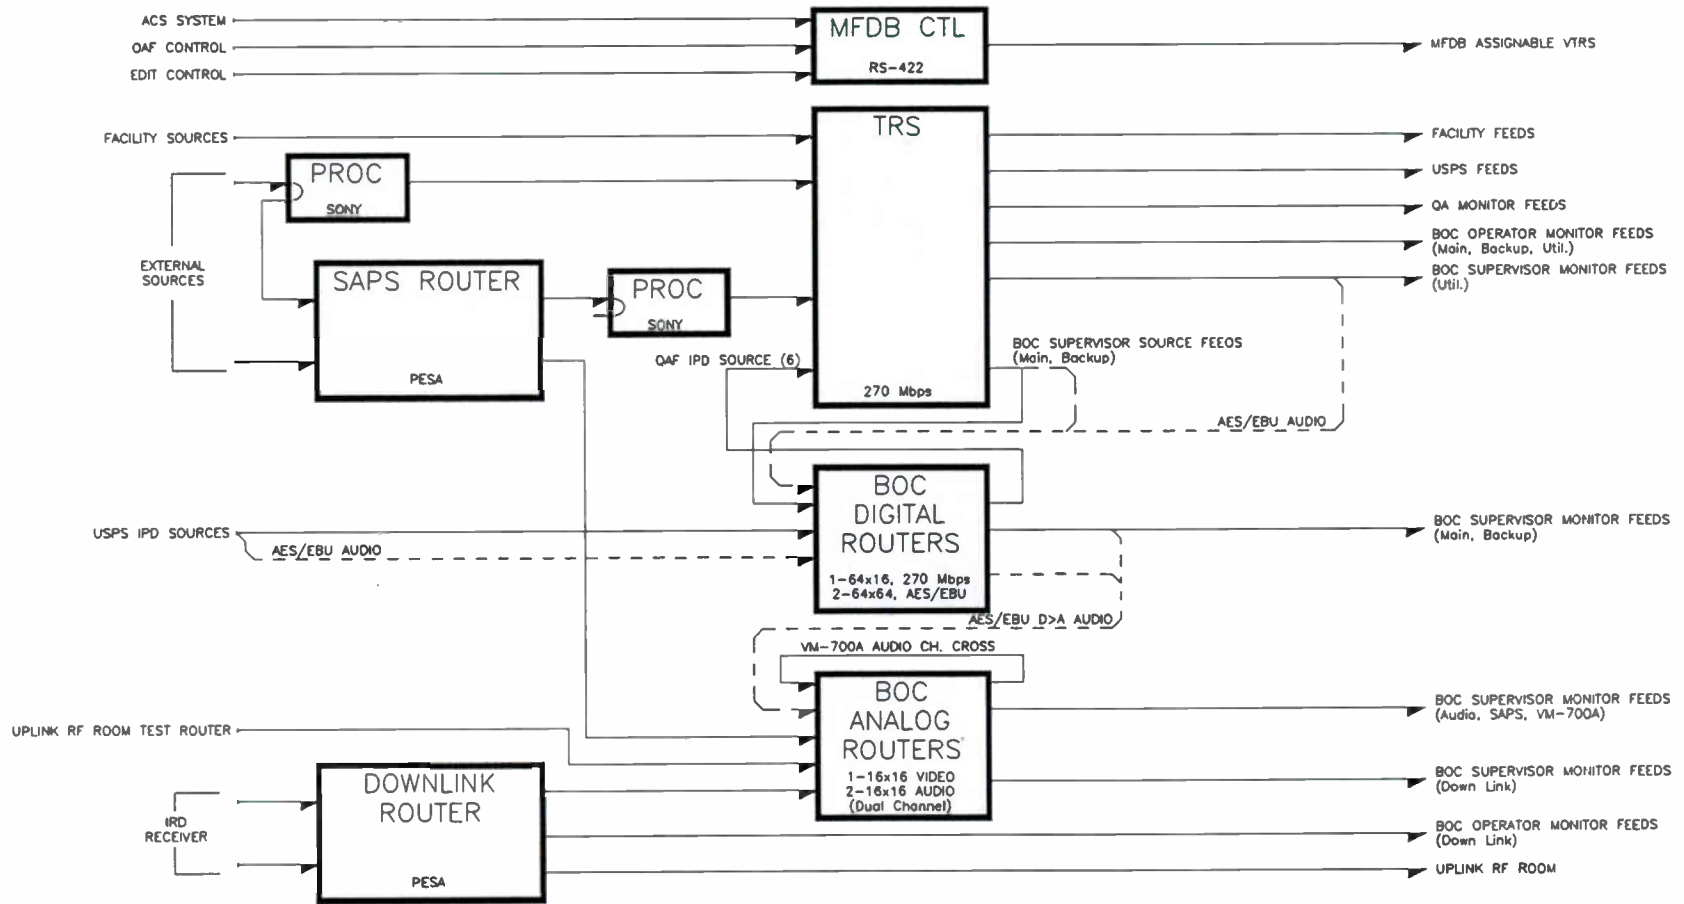 ACS SYSTEM
OAF CONTROL
EDIT CONTROL
MFDB CTL
RS-422
MFDB ASSIGNABLE VTRS
FACILITY SOURCES
TRS
270 Mbps
FACILITY FEEDS
USPS FEEDS
QA MONITOR FEEDS
BOC OPERATOR MONITOR FEEDS
(Main, Backup, Util.)
BOC SUPERVISOR MONITOR FEEDS
(Util.)
PROC
SONY
EXTERNAL
SOURCES
SAPS ROUTER
PESA
PROC
SONY
QAF IPD SOURCE (6)
BOC SUPERVISOR SOURCE FEEOS
(Main, Backup)
AES/EBU AUDIO
BOC
DIGITAL
ROUTERS
1-64x16, 270 Mbps
2-64x64, AES/EBU
USPS IPD SOURCES
AES/EBU AUDIO
BOC SUPERVISOR MONITOR FEEDS
(Main, Backup)
AES/EBU D>A AUDIO
VM-700A AUDIO CH. CROSS
BOC
ANALOG
ROUTERS
1-16x16 VIDEO
2-16x16 AUDIO
(Dual Channel)
UPLINK RF ROOM TEST ROUTER
BOC SUPERVISOR MONITOR FEEDS
(Audio, SAPS, VM-700A)
BOC SUPERVISOR MONITOR FEEDS
(Down Link)
DOWNLINK
ROUTER
PESA
IRD
RECEIVER
BOC OPERATOR MONITOR FEEDS
(Down Link)
UPLINK RF ROOM